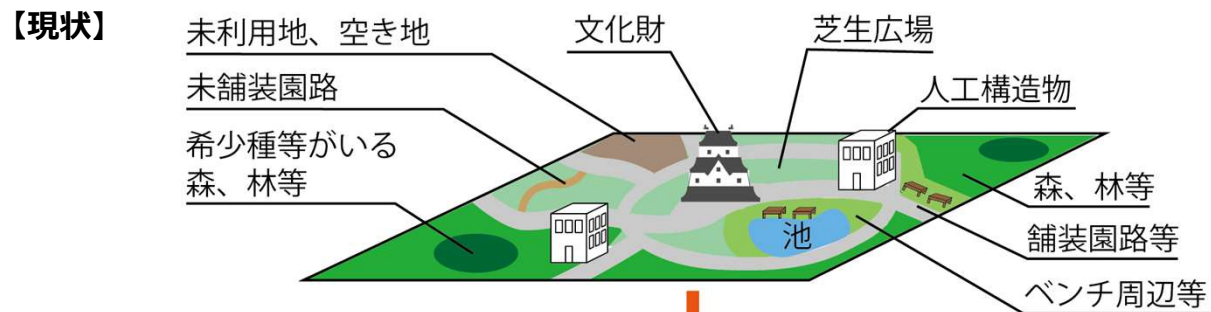 【現状】
未利用地、空き地
文化財
芝生広場
未舗装園路
人工構造物
希少種等がいる
森、林等
森、林等
池
舗装園路等
ベンチ周辺等